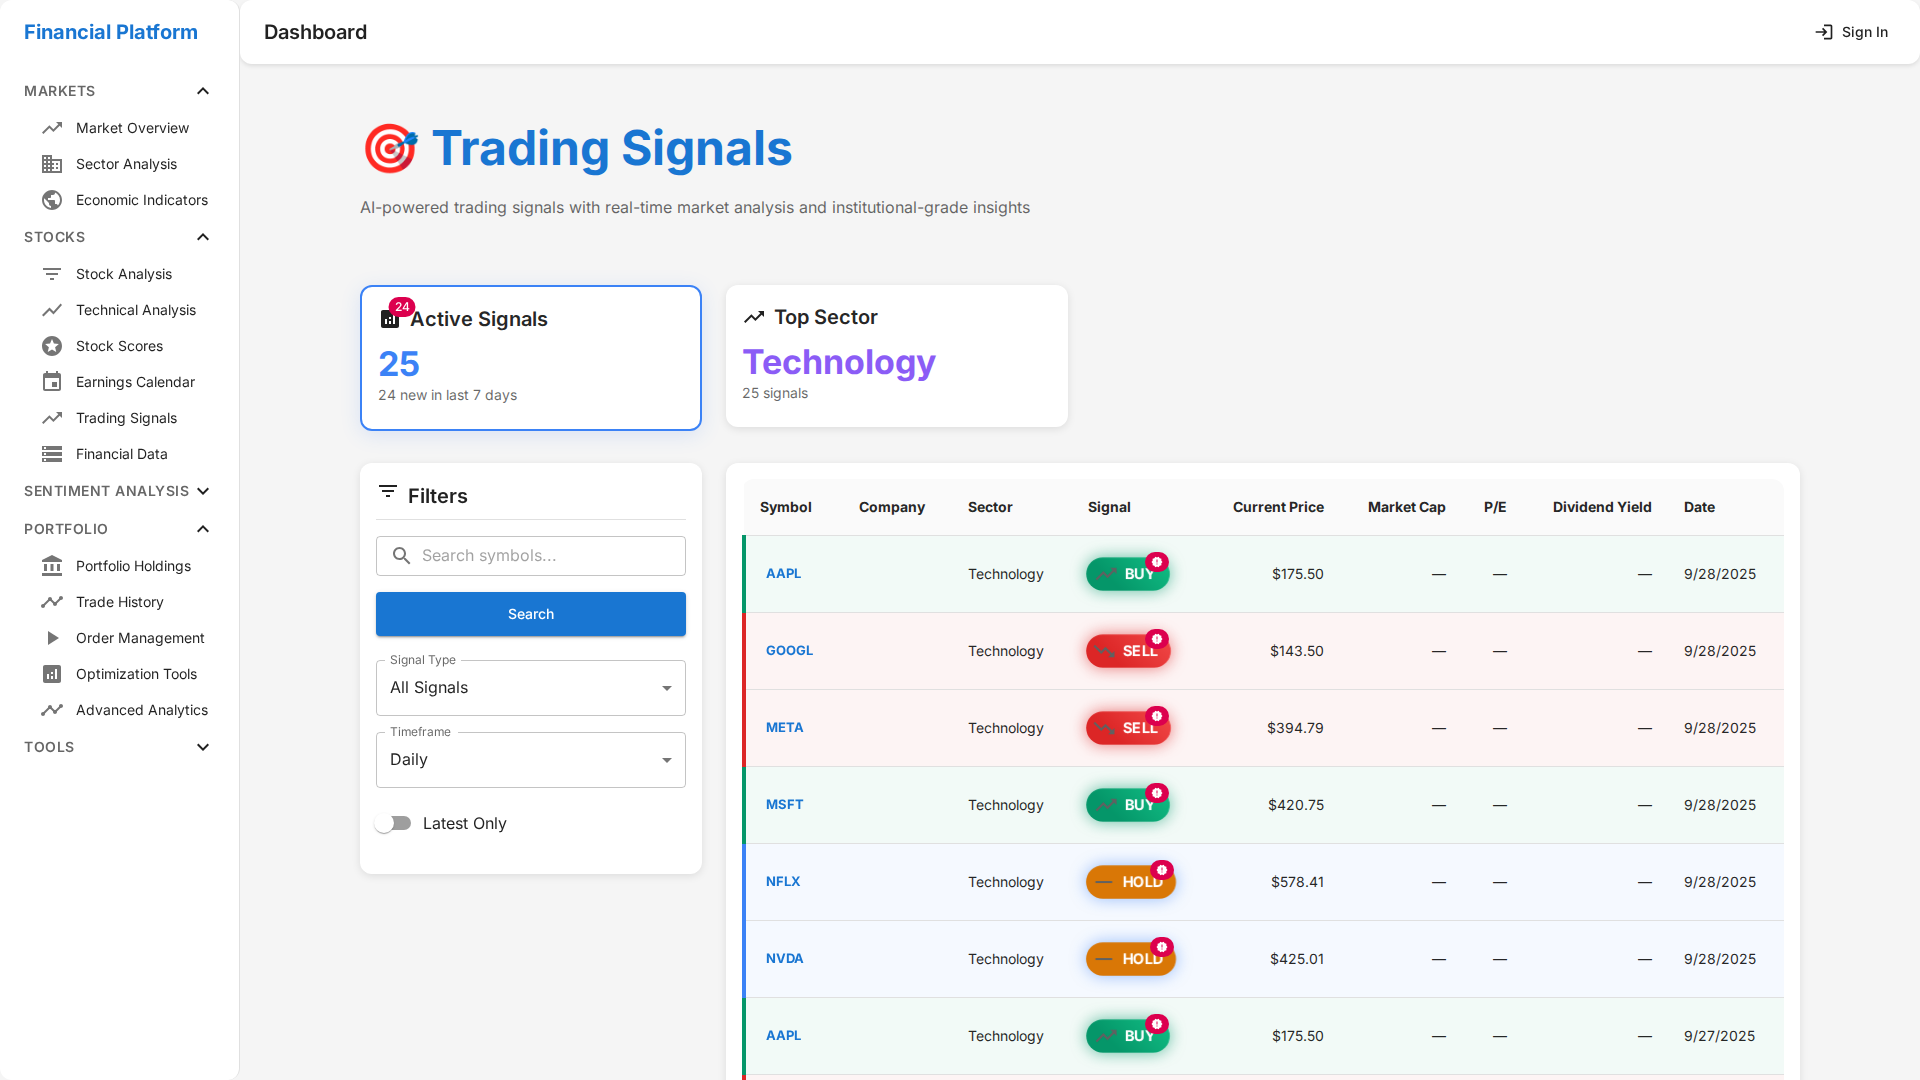 Financial Platform
MARKETS
Market Overview
Sector Analysis
Economic Indicators
STOCKS
Stock Analysis
Technical Analysis
Stock Scores
Earnings Calendar
Trading Signals
Financial Data
SENTIMENT ANALYSIS
PORTFOLIO
Portfolio Holdings
Trade History
Order Management
Optimization Tools
Advanced Analytics
TOOLS
Dashboard
Sign In
Trading Signals
AI-powered trading signals with real-time market analysis and institutional-grade insights
24
Active Signals
25
24 new in last 7 days
Top Sector
Technology
25 signals
Filters
Search symbols...
Search
Signal Type
All Signals
Timeframe
Daily
Latest Only
Symbol Company Sector Signal Current Price Market Cap P/E Dividend Yield Date
AAPL Technology BUY $175.50 — — — 9/28/2025
GOOGL Technology SELL $143.50 — — — 9/28/2025
META Technology SELL $394.79 — — — 9/28/2025
MSFT Technology BUY $420.75 — — — 9/28/2025
NFLX Technology HOLD $578.41 — — — 9/28/2025
NVDA Technology HOLD $425.01 — — — 9/28/2025
AAPL Technology BUY $175.50 — — — 9/27/2025